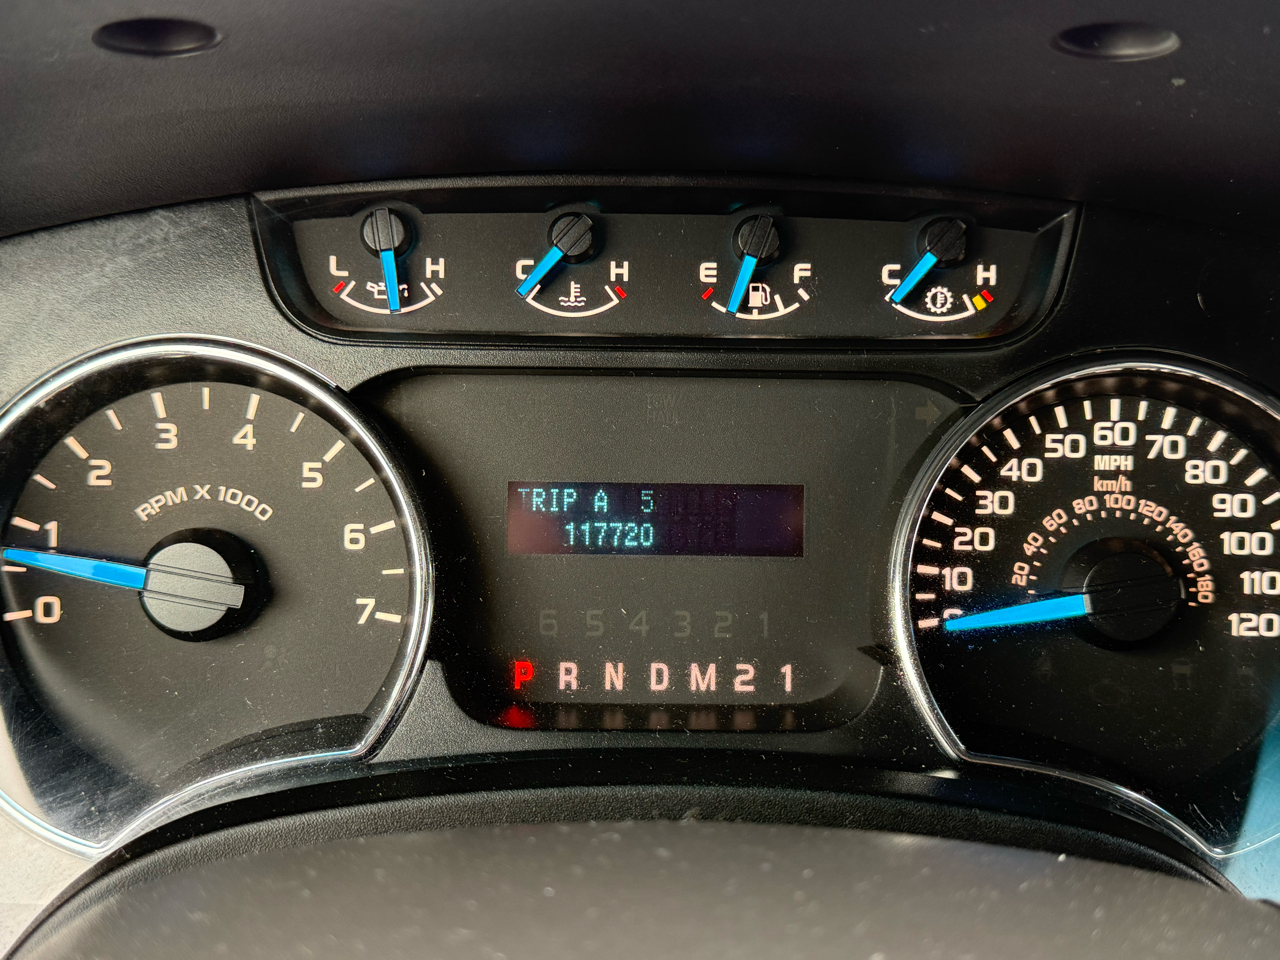 L H
C H
E F
C H
0 1 2 3 4 5 6 7
RPM X 1000
TRIP A 5
117720
6 5 4 3 2 1
P R N D M 2 1
10 20 30 40 50 60 70 80 90 100 110 120
MPH
km/h
20 40 60 80 100 120 140 160 180